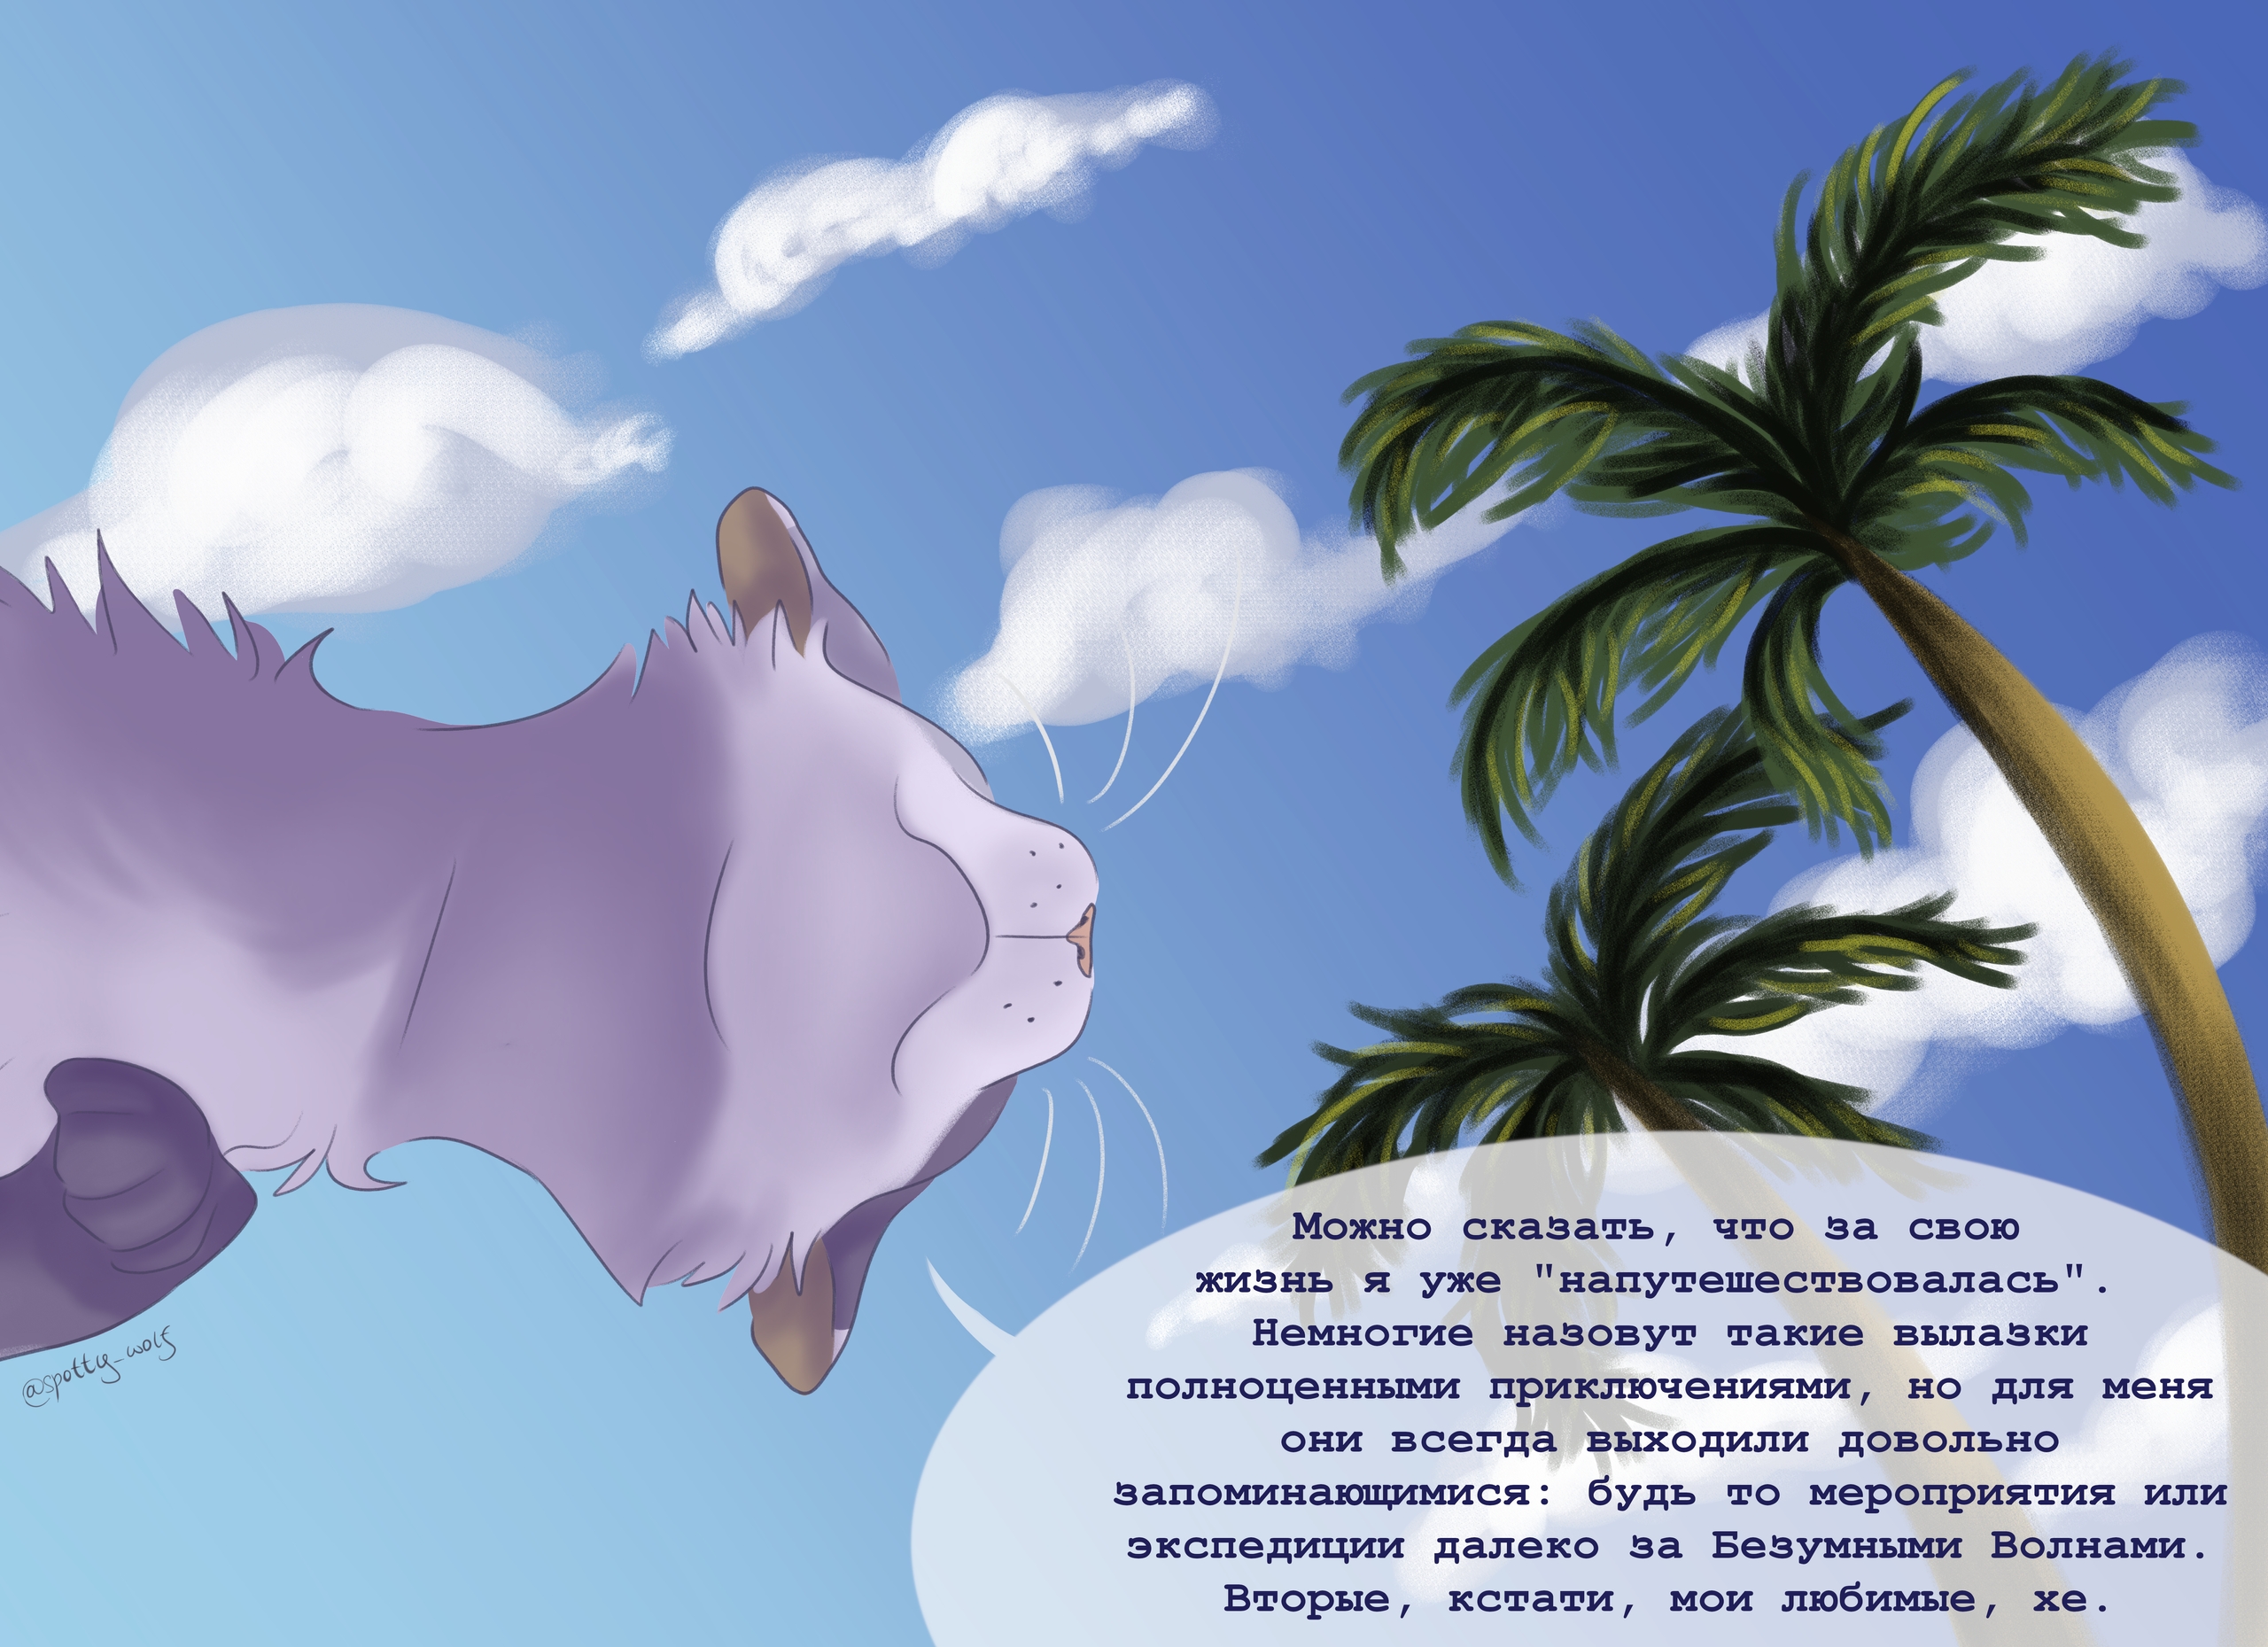 Можно сказать, что за свою
жизнь я уже "напутешествовалась".
Немногие назовут такие вылазки
полноценными приключениями, но для меня
они всегда выходили довольно
запоминающимися: будь то мероприятия или
экспедиции далеко за Безумными Волнами.
Вторые, кстати, мои любимые, хе.
@spotty_wolf